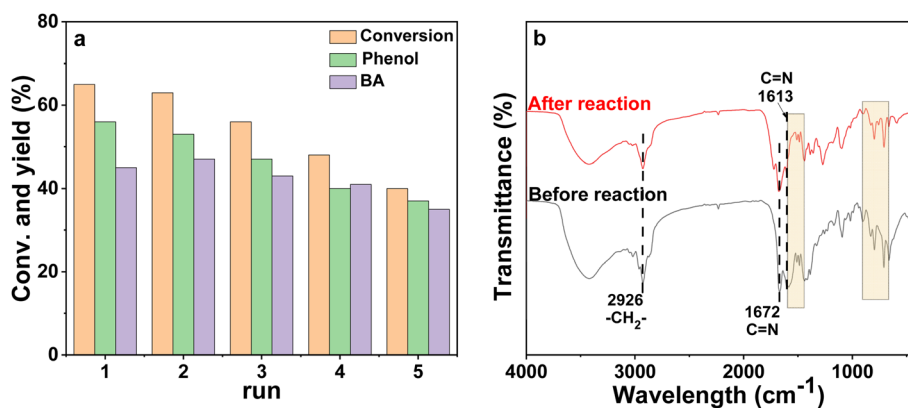 a
Conversion
Phenol
BA
Conv. and yield (%)
80
60
40
20
0
1 2 3 4 5
run
b
C=N
1613
After reaction
Before reaction
2926
-CH₂-
1672
C=N
Transmittance (%)
4000 3000 2000 1000
Wavelength (cm⁻¹)